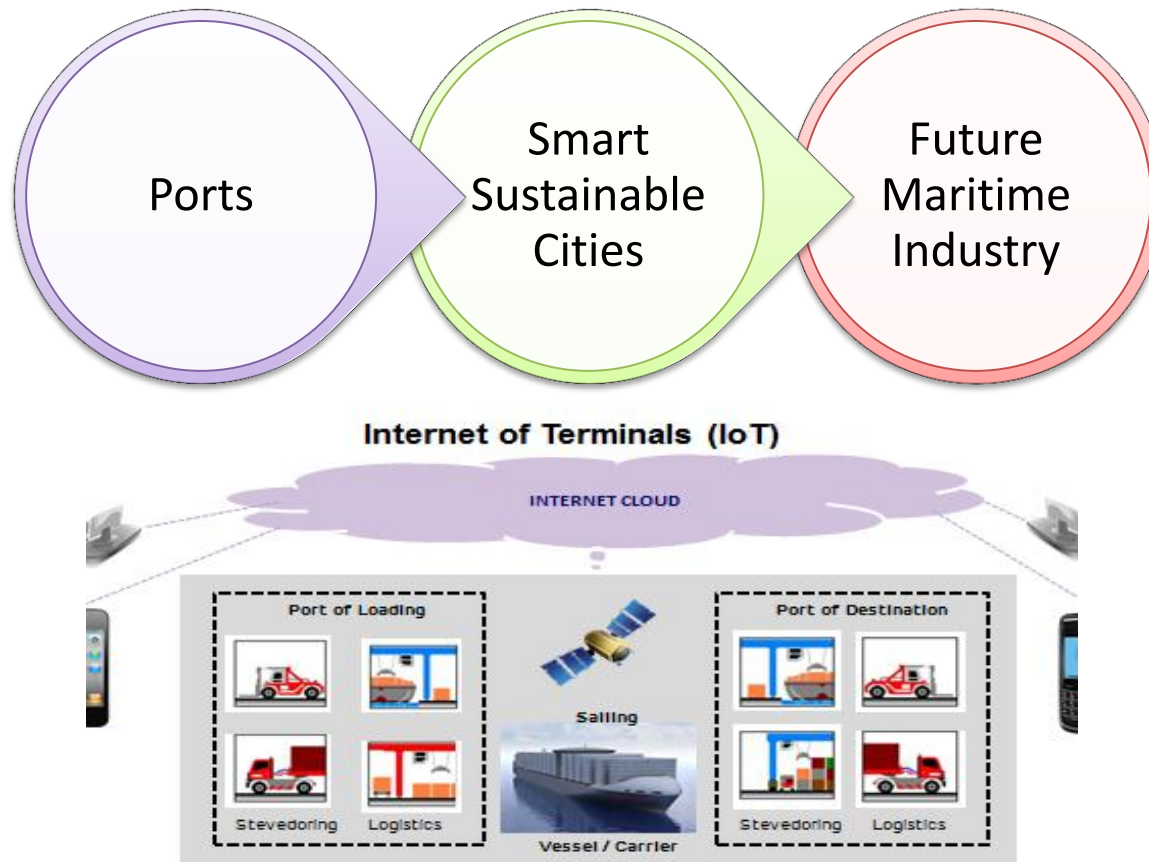 Ports
Smart
Sustainable
Cities
Future
Maritime
Industry
Internet of Terminals (IoT)
INTERNET CLOUD
Port of Loading
Port of Destination
Sailing
Stevedoring
Logistics
Stevedoring
Logistics
Vessel / Carrier